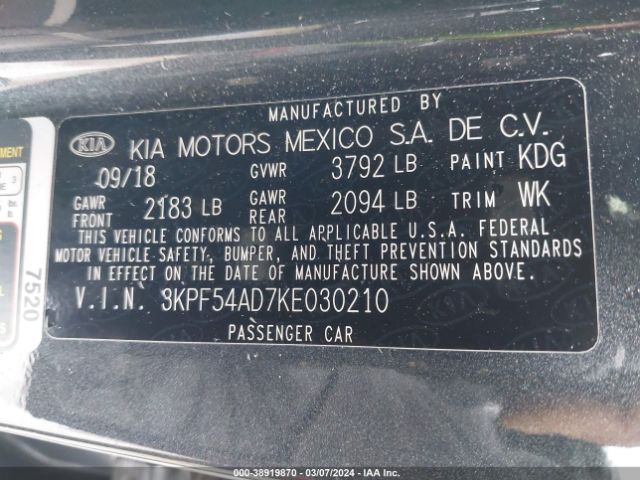 MANUFACTURED BY
KIA KIA MOTORS MEXICO S.A. DE C.V.
09/18 GVWR 3792 LB PAINT KDG
GAWR FRONT 2183 LB GAWR REAR 2094 LB TRIM WK
THIS VEHICLE CONFORMS TO ALL APPLICABLE U.S.A. FEDERAL
MOTOR VEHICLE SAFETY, BUMPER, AND THEFT PREVENTION STANDARDS
IN EFFECT ON THE DATE OF MANUFACTURE SHOWN ABOVE.
V.I.N. 3KPF54AD7KE030210
PASSENGER CAR
7520
000-38919870 — 03/07/2024 — IAA Inc.